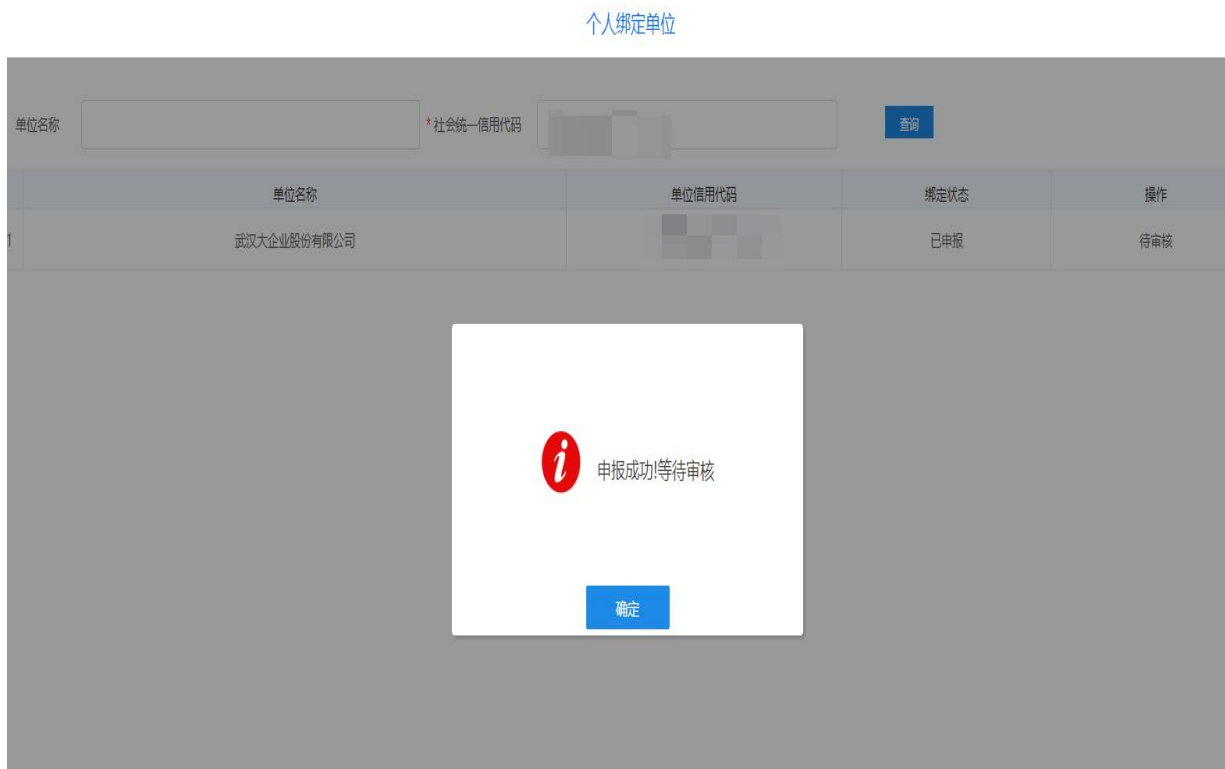 个人绑定单位
单位名称 *社会统一信用代码 查询
单位名称 单位信用代码 绑定状态 操作
1 武汉大企业股份有限公司 已申报 待审核
申报成功!等待审核
确定